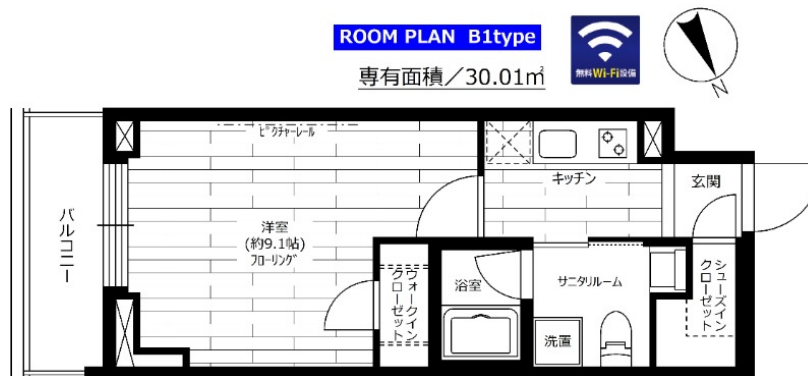 ROOM PLAN B1type
専有面積／30.01㎡
無料Wi-Fi設備
N
ピクチャーレール
キッチン
玄関
バルコニー
洋室
(約9.1帖)
フローリング
ウォークイン
クローゼット
浴室
サニタリールーム
洗置
シューズイン
クローゼット